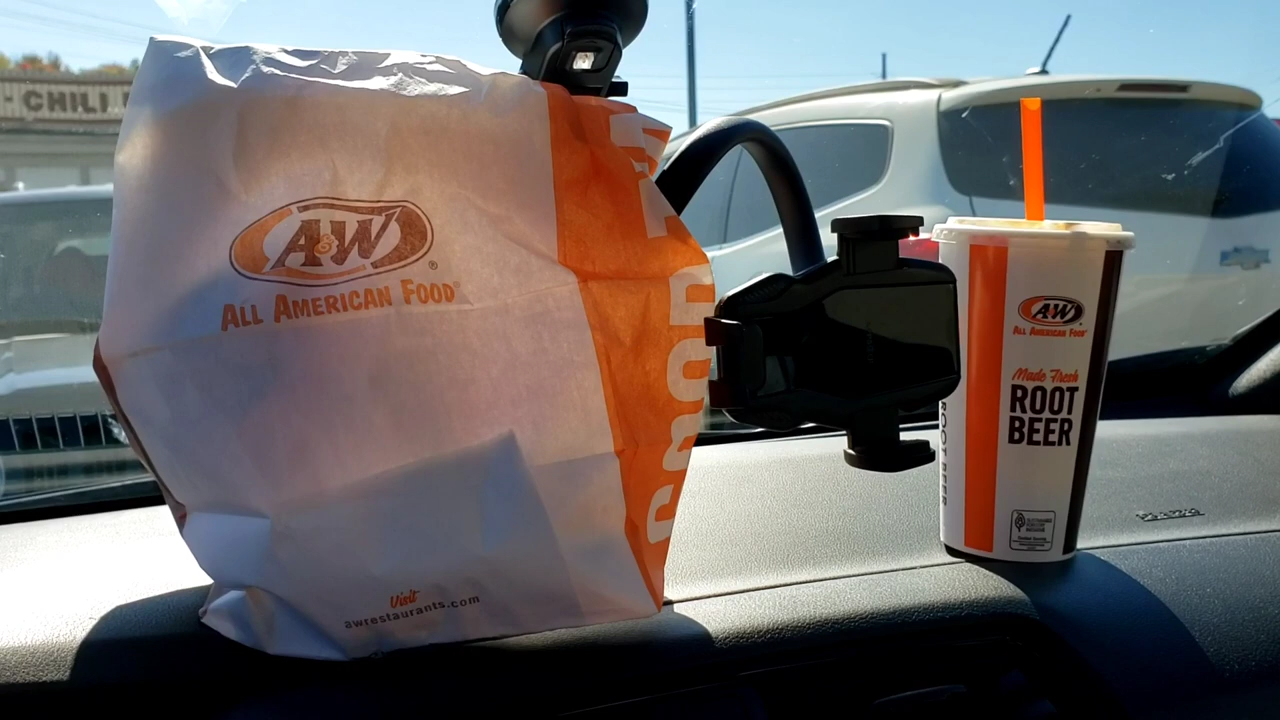 - CHILI
A&W
®
ALL AMERICAN FOOD®
FOOD
Visit
awrestaurants.com
A&W
ALL AMERICAN FOOD®
Made Fresh
ROOT
BEER
ROOT BEER